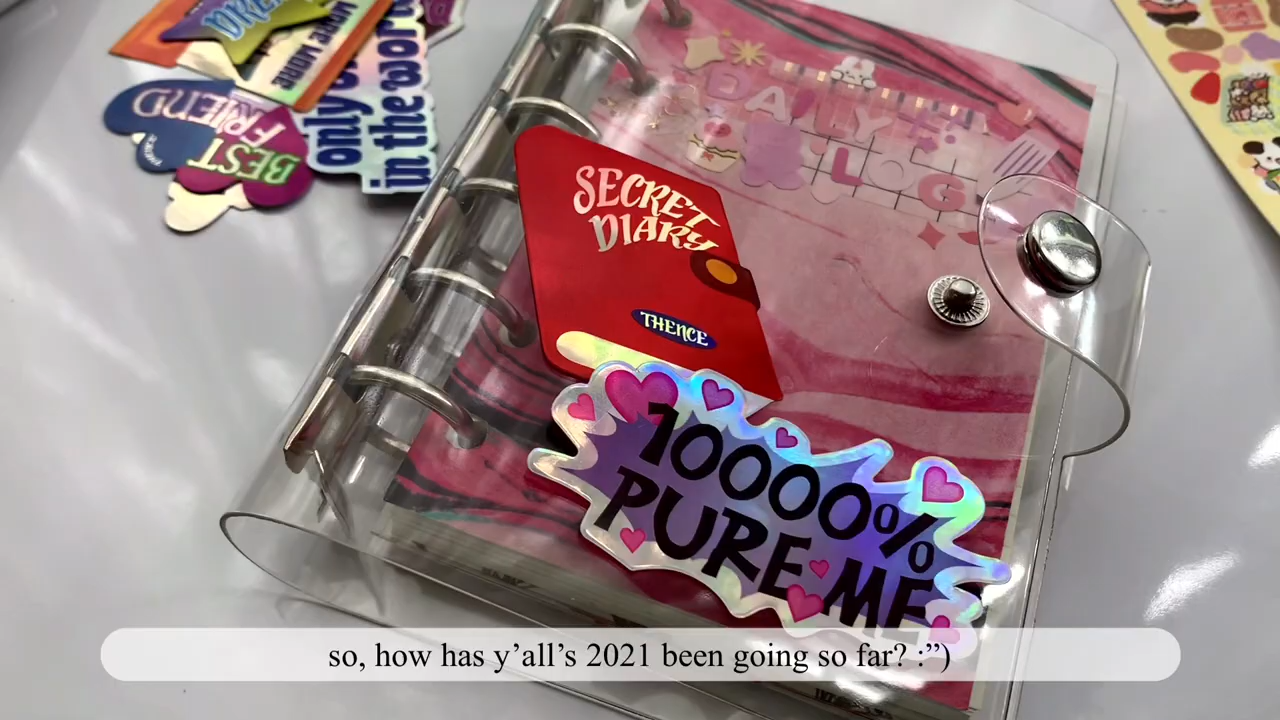 DRE
BEST
FRIEND
only
in the wor
DAILY
LOG
SECRET
DIARY
THENCE
10000%
PURE ME
so, how has y’all’s 2021 been going so far? :”)